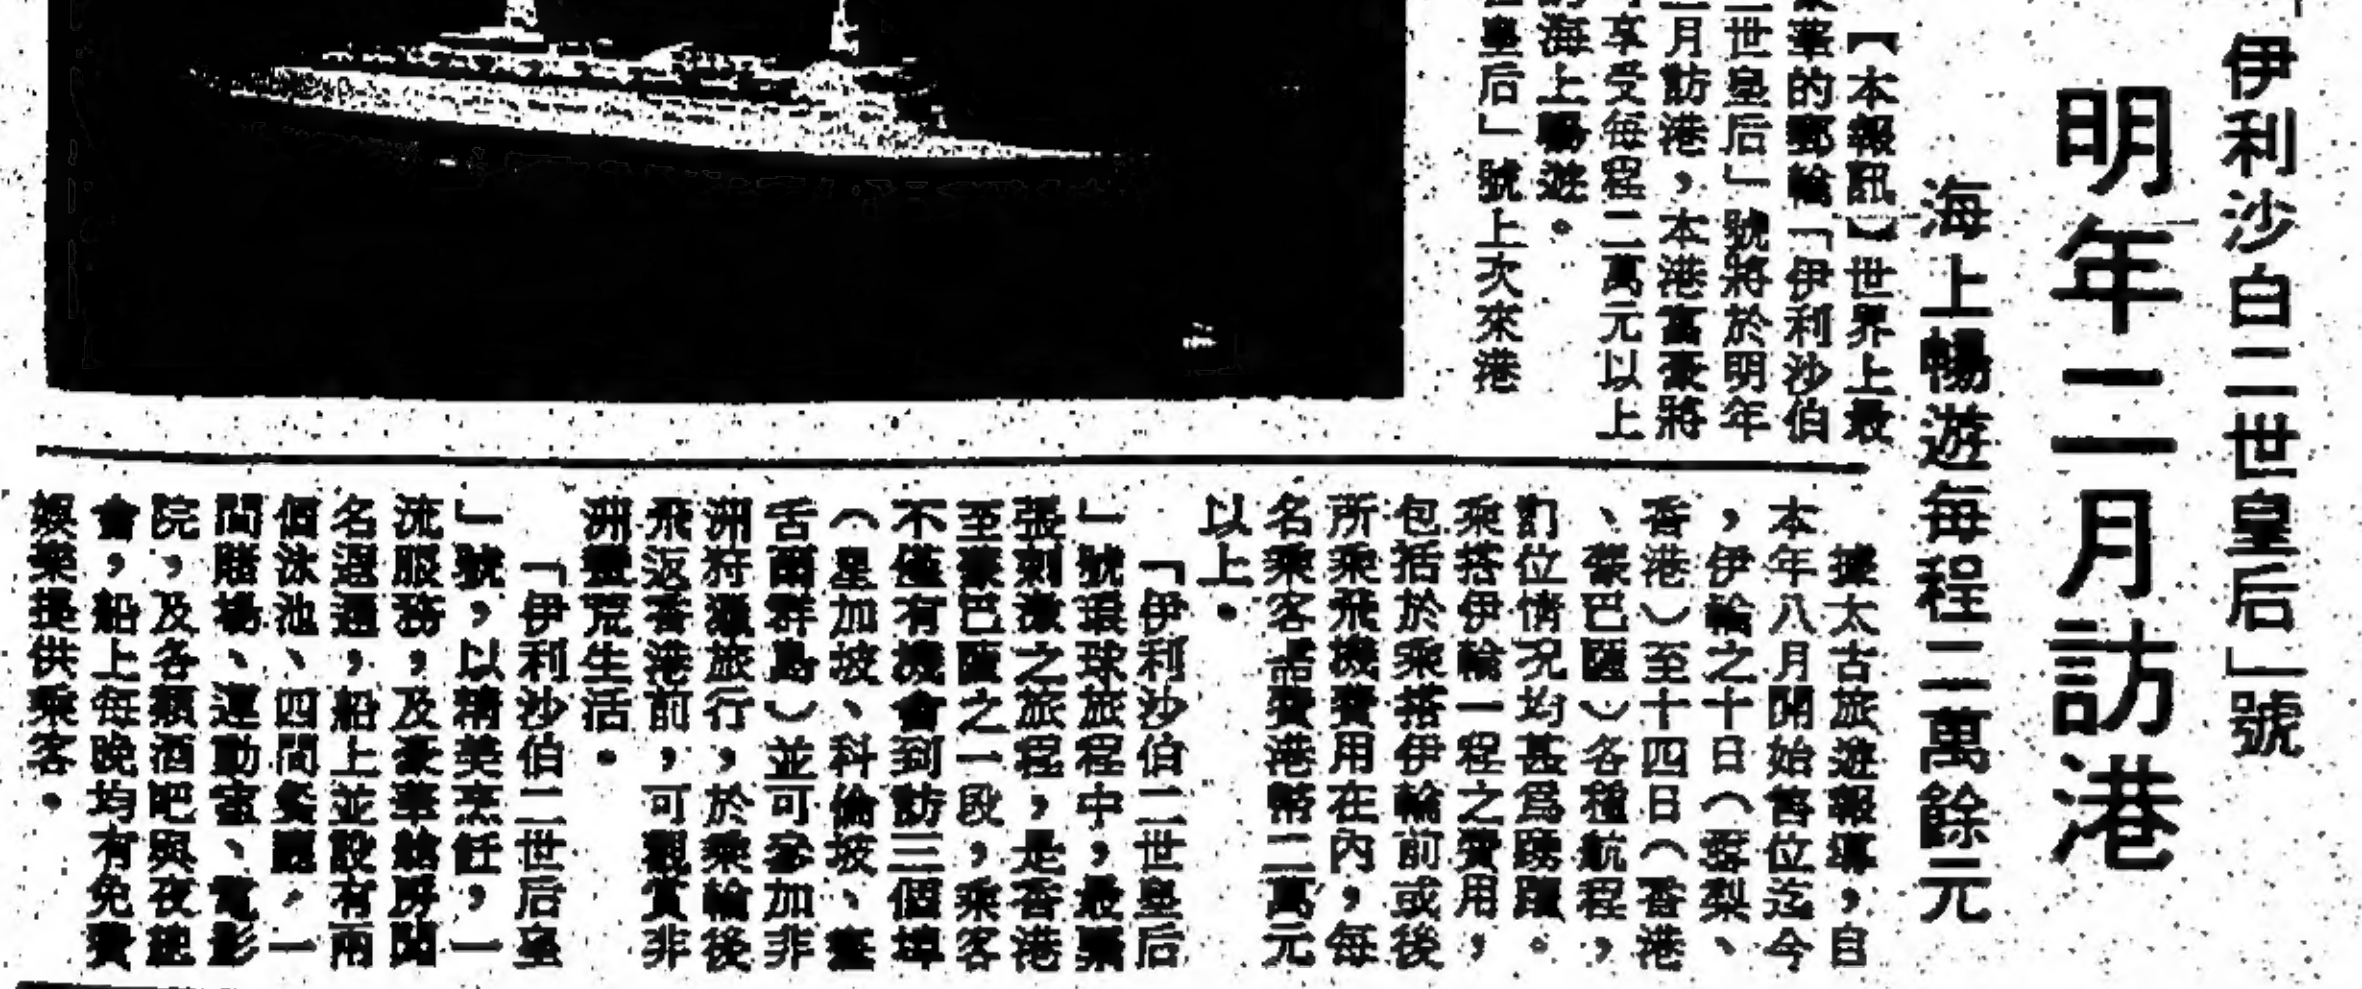 伊利沙白二世皇后」號
明年二月訪港
海上暢遊每程二萬餘元
【本報訊】世界上最
豪華的郵輪「伊利沙伯
二世皇后」號將於明年
二月訪港，本港富豪將
享受每程二萬元以上
的海上暢遊。
皇后」號上次來港
據太古旅遊報導，自
本年八月開始售位迄今
，伊輪之十日（雪梨、
香港）至十四日（香港
、蒙巴薩）各種航程，
訂位情況均甚為踴躍。
乘搭伊輪一程之費用，
包括於乘搭伊輪前或後
所乘飛機費用在內，每
名乘客需費港幣二萬元
以上。
「伊利沙伯二世皇后
」號環球旅程中，最緊
張刺激之旅程，是香港
至蒙巴薩之一段，乘客
不僅有機會到訪三個埠
（星加坡、科倫坡、塞
舌爾群島）並可參加非
洲狩獵旅行，於乘輪後
飛返香港前，可觀賞非
洲蠻荒生活。
「伊利沙伯二世后皇
」號，以精美烹飪，一
流服務，及豪華艙房聞
名遐邇，船上並設有兩
個泳池、四間餐廳、一
間賭場、運動室、電影
院，及各類酒吧與夜總
會，船上每晚均有免費
娛樂提供乘客。